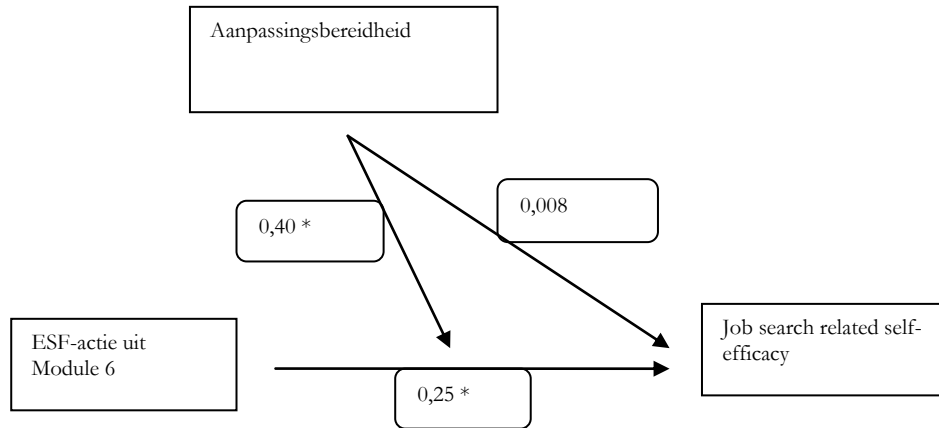 Aanpassingsbereidheid
0,40 *
0,008
ESF-actie uit
Module 6
Job search related self-
efficacy
0,25 *